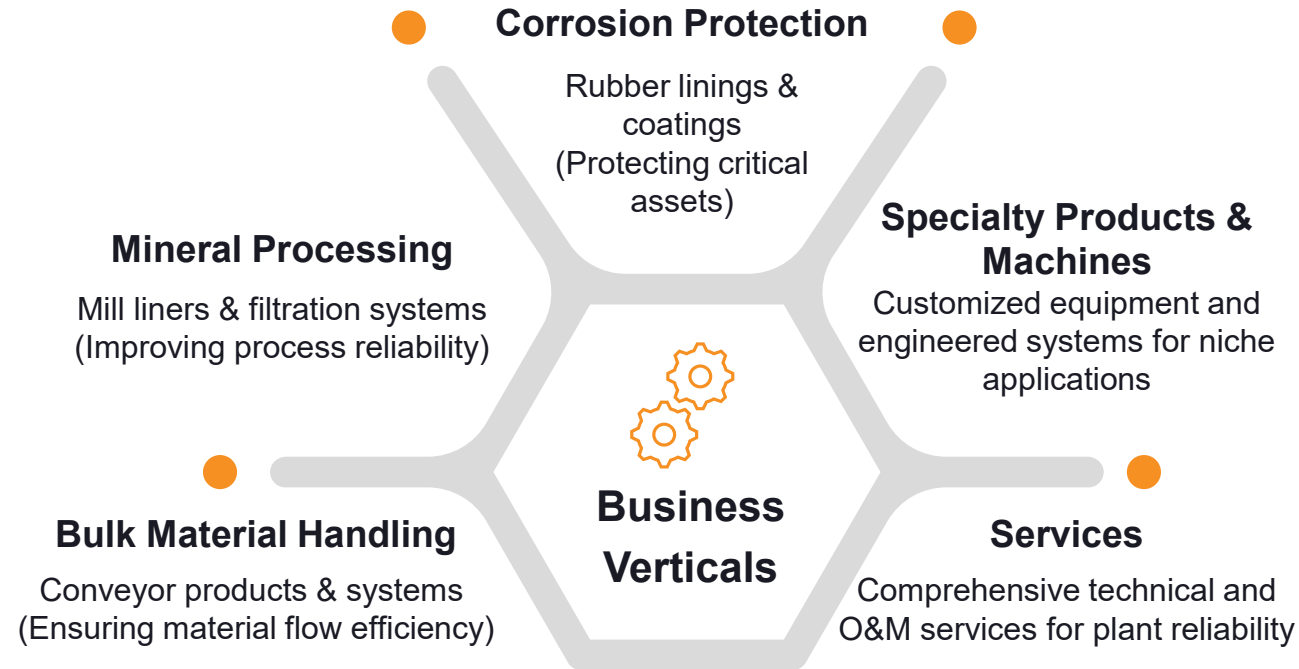 Corrosion Protection
Rubber linings &
coatings
(Protecting critical
assets)
Mineral Processing
Mill liners & filtration systems
(Improving process reliability)
Specialty Products &
Machines
Customized equipment and
engineered systems for niche
applications
Business
Verticals
Bulk Material Handling
Conveyor products & systems
(Ensuring material flow efficiency)
Services
Comprehensive technical and
O&M services for plant reliability